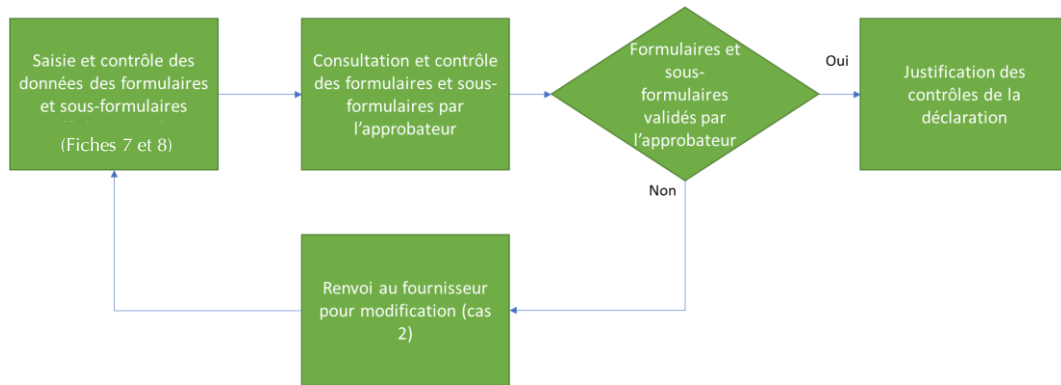 Saisie et contrôle des
données des formulaires
et sous-formulaires
(Fiches 7 et 8)
Consultation et contrôle
des formulaires et sous-
formulaires par
l'approbateur
Formulaires et
sous-
formulaires
validés par
l'approbateur
Oui
Justification des
contrôles de la
déclaration
Non
Renvoi au fournisseur
pour modification (cas
2)